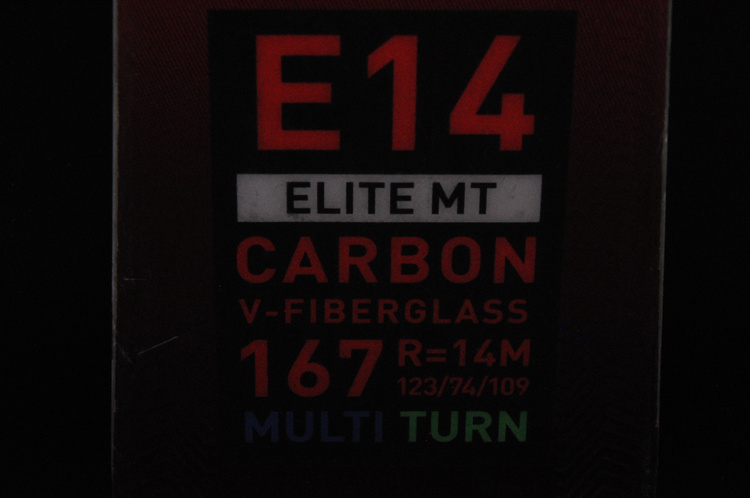 E14
ELITE MT
CARBON
V-FIBERGLASS
167 R=14M
123/74/109
MULTI TURN